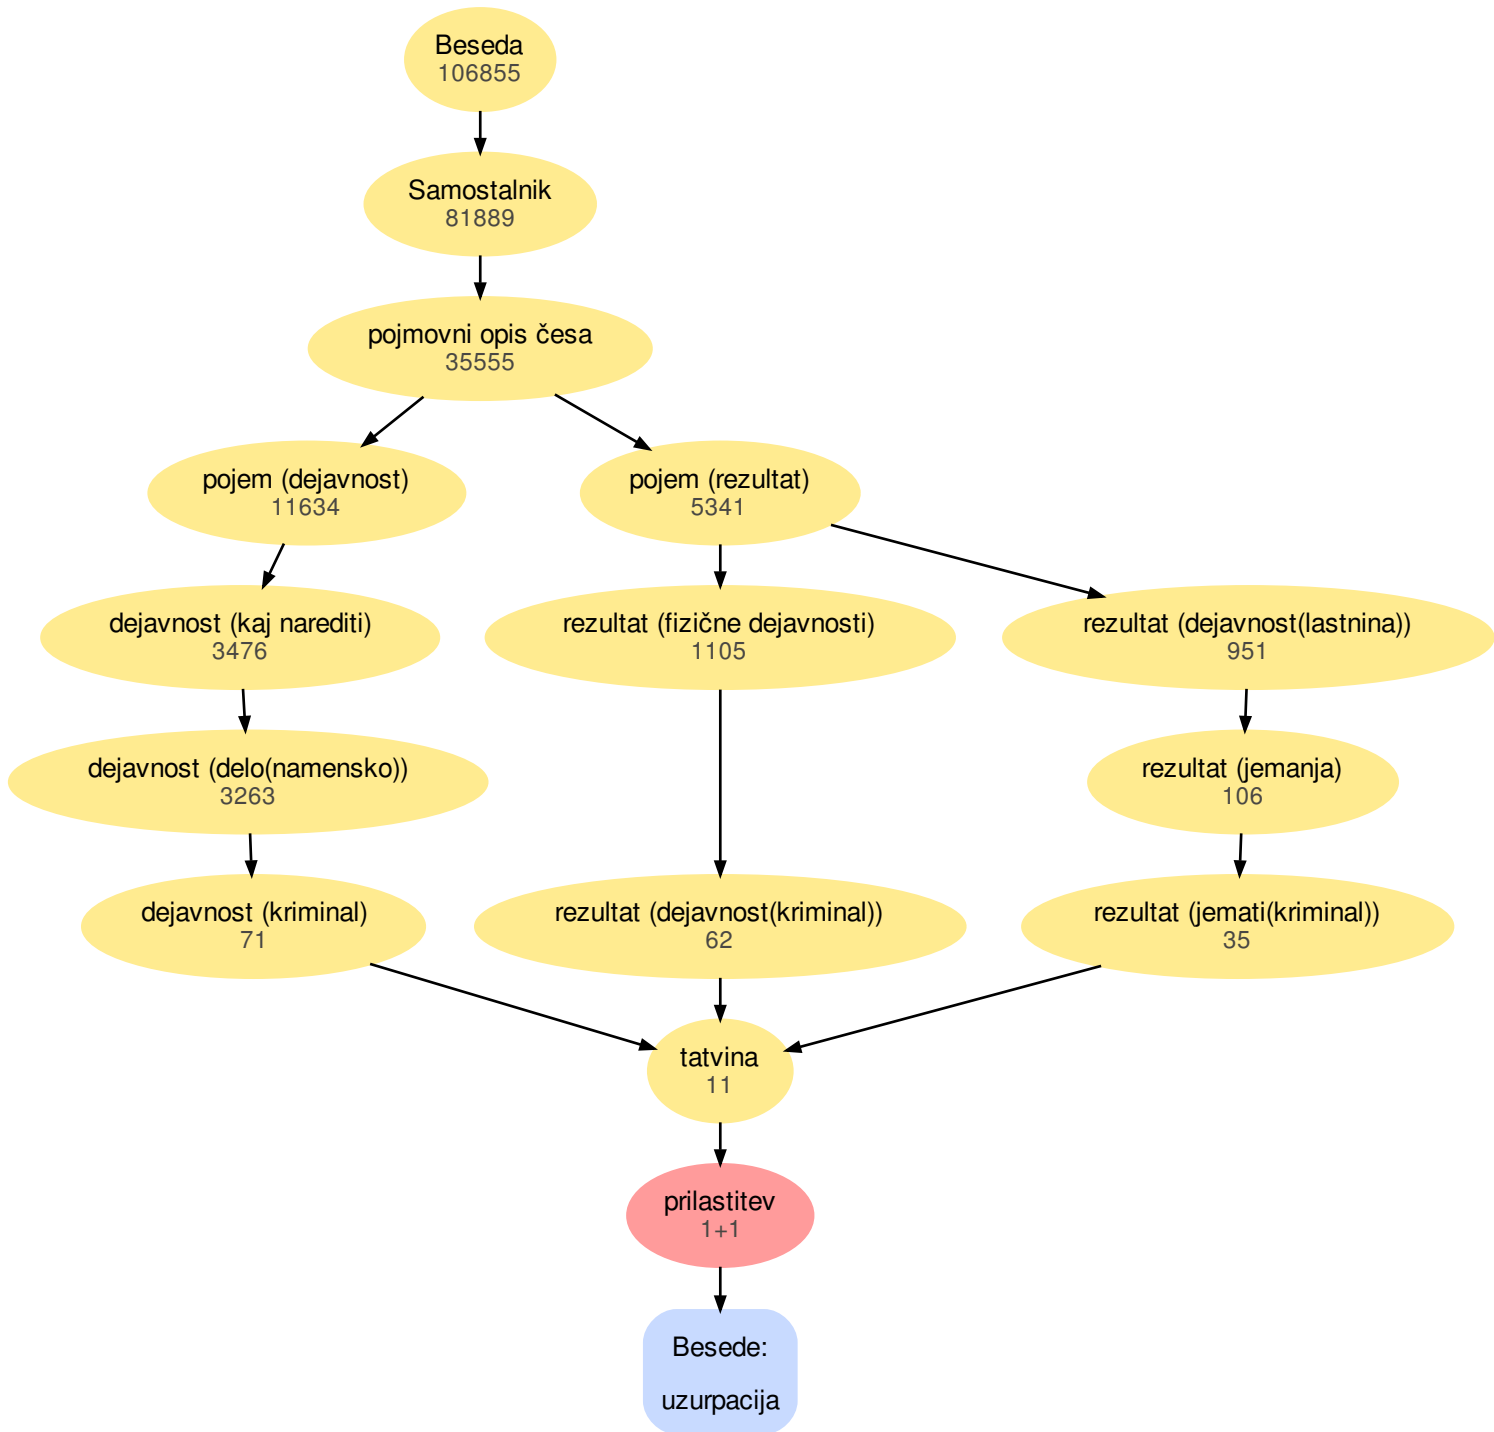 Beseda
106855
Samostalnik
81889
pojmovni opis česa
35555
pojem (dejavnost)
11634
pojem (rezultat)
5341
dejavnost (kaj narediti)
3476
rezultat (fizične dejavnosti)
1105
rezultat (dejavnost(lastnina))
951
dejavnost (delo(namensko))
3263
rezultat (jemanja)
106
dejavnost (kriminal)
71
rezultat (dejavnost(kriminal))
62
rezultat (jemati(kriminal))
35
tatvina
11
prilastitev
1+1
Besede:
uzurpacija